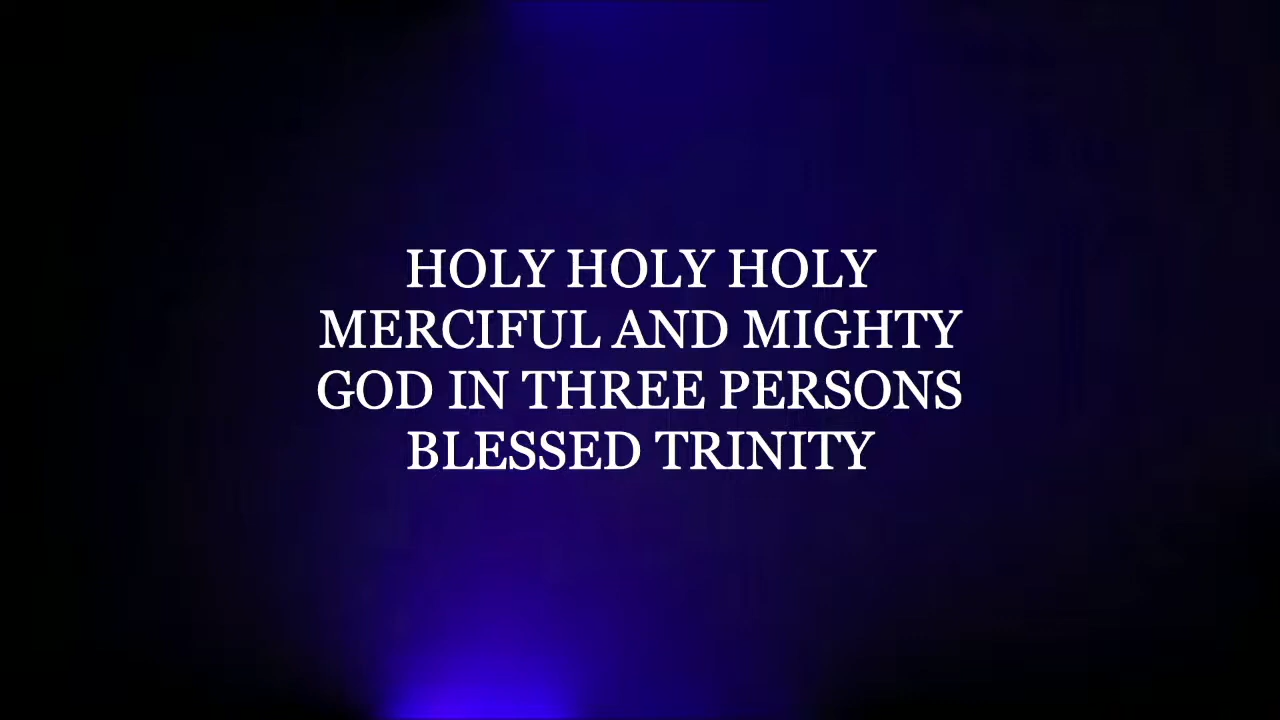 HOLY HOLY HOLY
MERCIFUL AND MIGHTY
GOD IN THREE PERSONS
BLESSED TRINITY